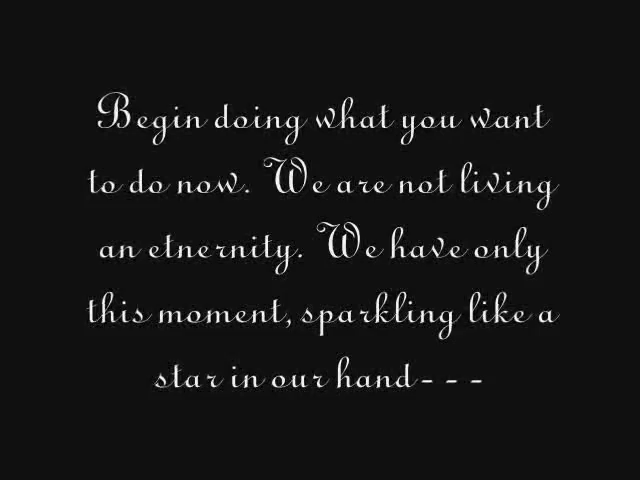 Begin doing what you want
to do now. We are not living
an etnernity. We have only
this moment, sparkling like a
star in our hand- - -